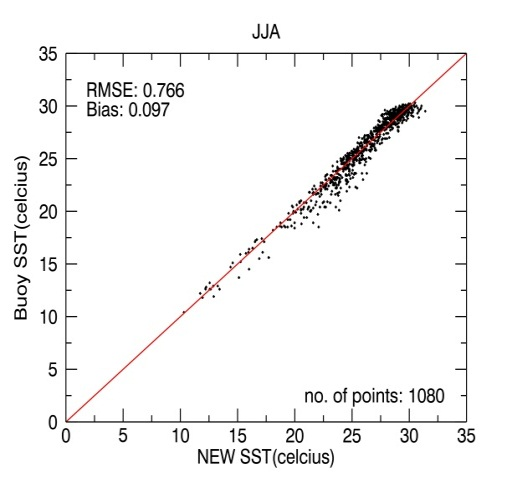 JJA
35
RMSE: 0.766
Bias: 0.097
30
25
20
15
10
5
0
Buoy SST(celcius)
no. of points: 1080
0 5 10 15 20 25 30 35
NEW SST(celcius)